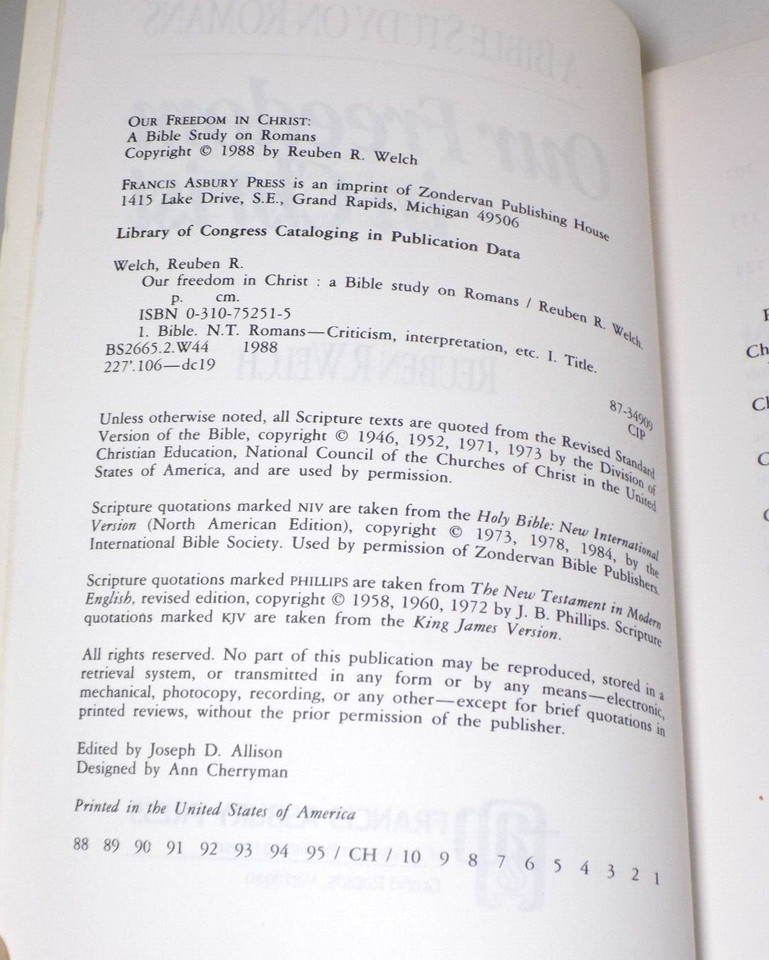 OUR FREEDOM IN CHRIST:
A Bible Study on Romans
Copyright © 1988 by Reuben R. Welch
FRANCIS ASBURY PRESS is an imprint of Zondervan Publishing House
1415 Lake Drive, S.E., Grand Rapids, Michigan 49506
Library of Congress Cataloging in Publication Data
Welch, Reuben R.
Our freedom in Christ : a Bible study on Romans / Reuben R. Welch.
p. cm.
ISBN 0-310-75251-5
1. Bible. N.T. Romans—Criticism, interpretation, etc. I. Title.
BS2665.2.W44 1988
227'.106—dc19
87-34909
CIP
Unless otherwise noted, all Scripture texts are quoted from the Revised Standard
Version of the Bible, copyright © 1946, 1952, 1971, 1973 by the Division of
Christian Education, National Council of the Churches of Christ in the United
States of America, and are used by permission.
Scripture quotations marked NIV are taken from the Holy Bible: New International
Version (North American Edition), copyright © 1973, 1978, 1984, by the
International Bible Society. Used by permission of Zondervan Bible Publishers.
Scripture quotations marked PHILLIPS are taken from The New Testament in Modern
English, revised edition, copyright © 1958, 1960, 1972 by J. B. Phillips. Scripture
quotations marked KJV are taken from the King James Version.
All rights reserved. No part of this publication may be reproduced, stored in a
retrieval system, or transmitted in any form or by any means—electronic,
mechanical, photocopy, recording, or any other—except for brief quotations in
printed reviews, without the prior permission of the publisher.
Edited by Joseph D. Allison
Designed by Ann Cherryman
Printed in the United States of America
88 89 90 91 92 93 94 95 / CH / 10 9 8 7 6 5 4 3 2 1